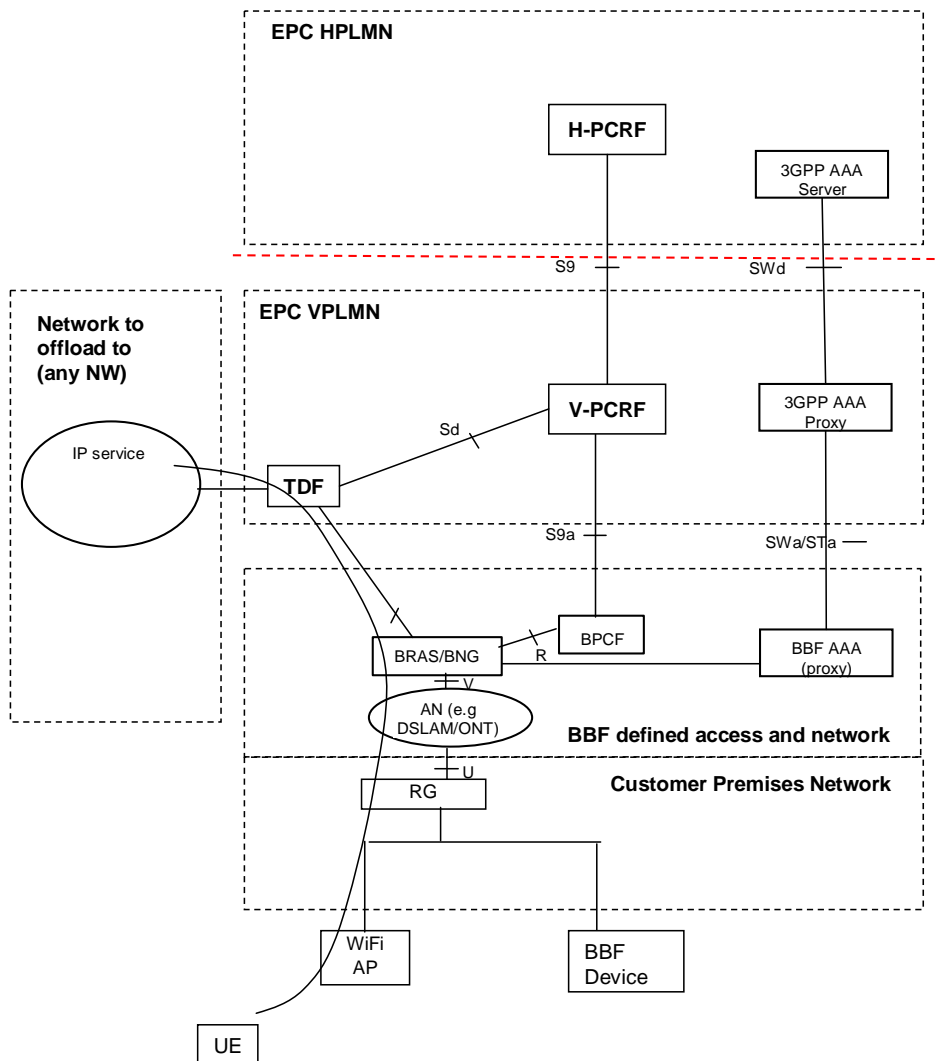 EPC HPLMN
H-PCRF
3GPP AAA
Server
S9
SWd
Network to
offload to
(any NW)
EPC VPLMN
IP service
TDF
Sd
V-PCRF
3GPP AAA
Proxy
S9a
SWa/STa
BRAS/BNG
R
BPCF
BBF AAA
(proxy)
V
AN (e.g
DSLAM/ONT)
BBF defined access and network
U
RG
Customer Premises Network
WiFi
AP
BBF
Device
UE